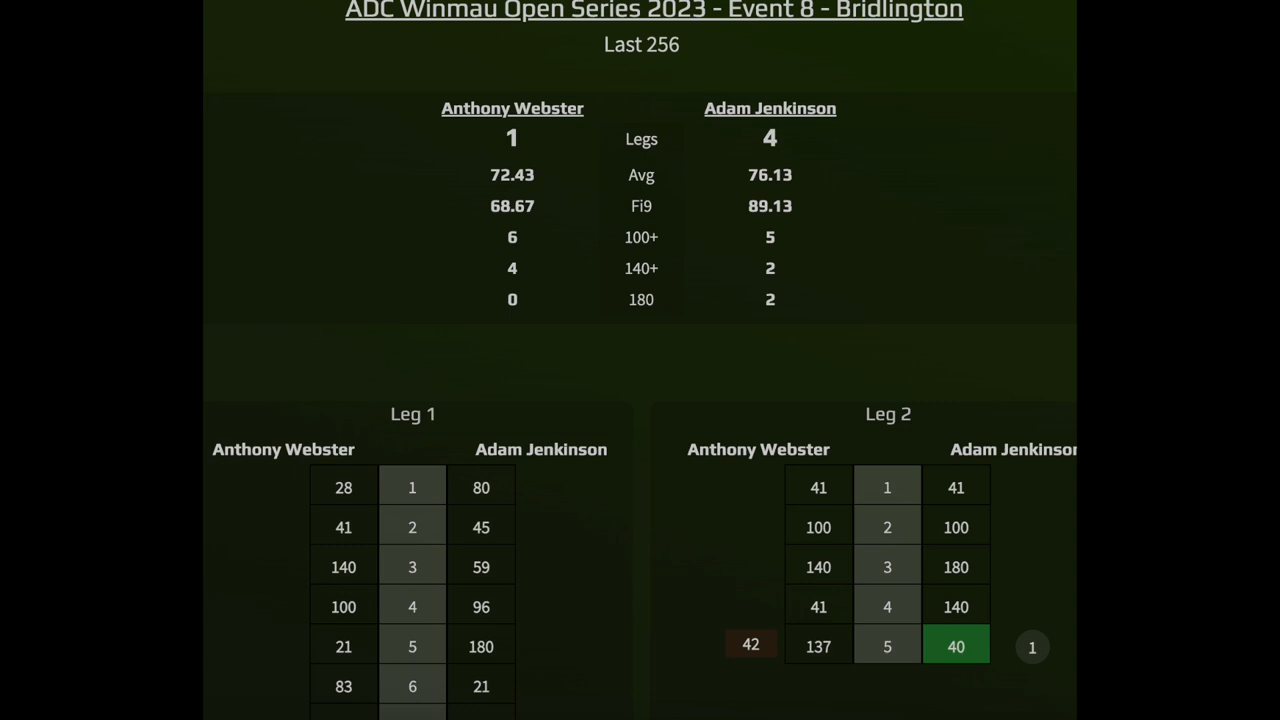 ADC Winmau Open Series 2023 - Event 8 - Bridlington
Last 256
Anthony Webster Adam Jenkinson
1 Legs 4
72.43 Avg 76.13
68.67 Fi9 89.13
6 100+ 5
4 140+ 2
0 180 2
Leg 1
Anthony Webster Adam Jenkinson
28 1 80
41 2 45
140 3 59
100 4 96
21 5 180
83 6 21
Leg 2
Anthony Webster Adam Jenkinson
41 1 41
100 2 100
140 3 180
41 4 140
42 137 5 40 1